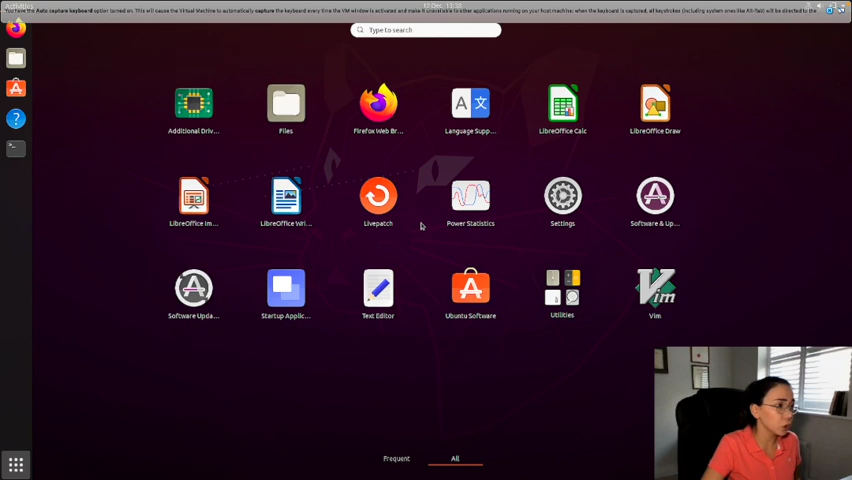 Activities
12 Dec, 13:38
You have the Auto capture keyboard option turned on. This will cause the Virtual Machine to automatically capture the keyboard every time the VM window is activated and make it unavailable to other applications running on your host machine: when the keyboard is captured, all keystrokes (including system ones like Alt-Tab) will be directed to the
Type to search
Additional Driv...
Files
Firefox Web Br...
Language Supp...
LibreOffice Calc
LibreOffice Draw
LibreOffice Im...
LibreOffice Wri...
Livepatch
Power Statistics
Settings
Software & Up...
Software Upda...
Startup Applic...
Text Editor
Ubuntu Software
Utilities
Vim
Vim
Frequent
All